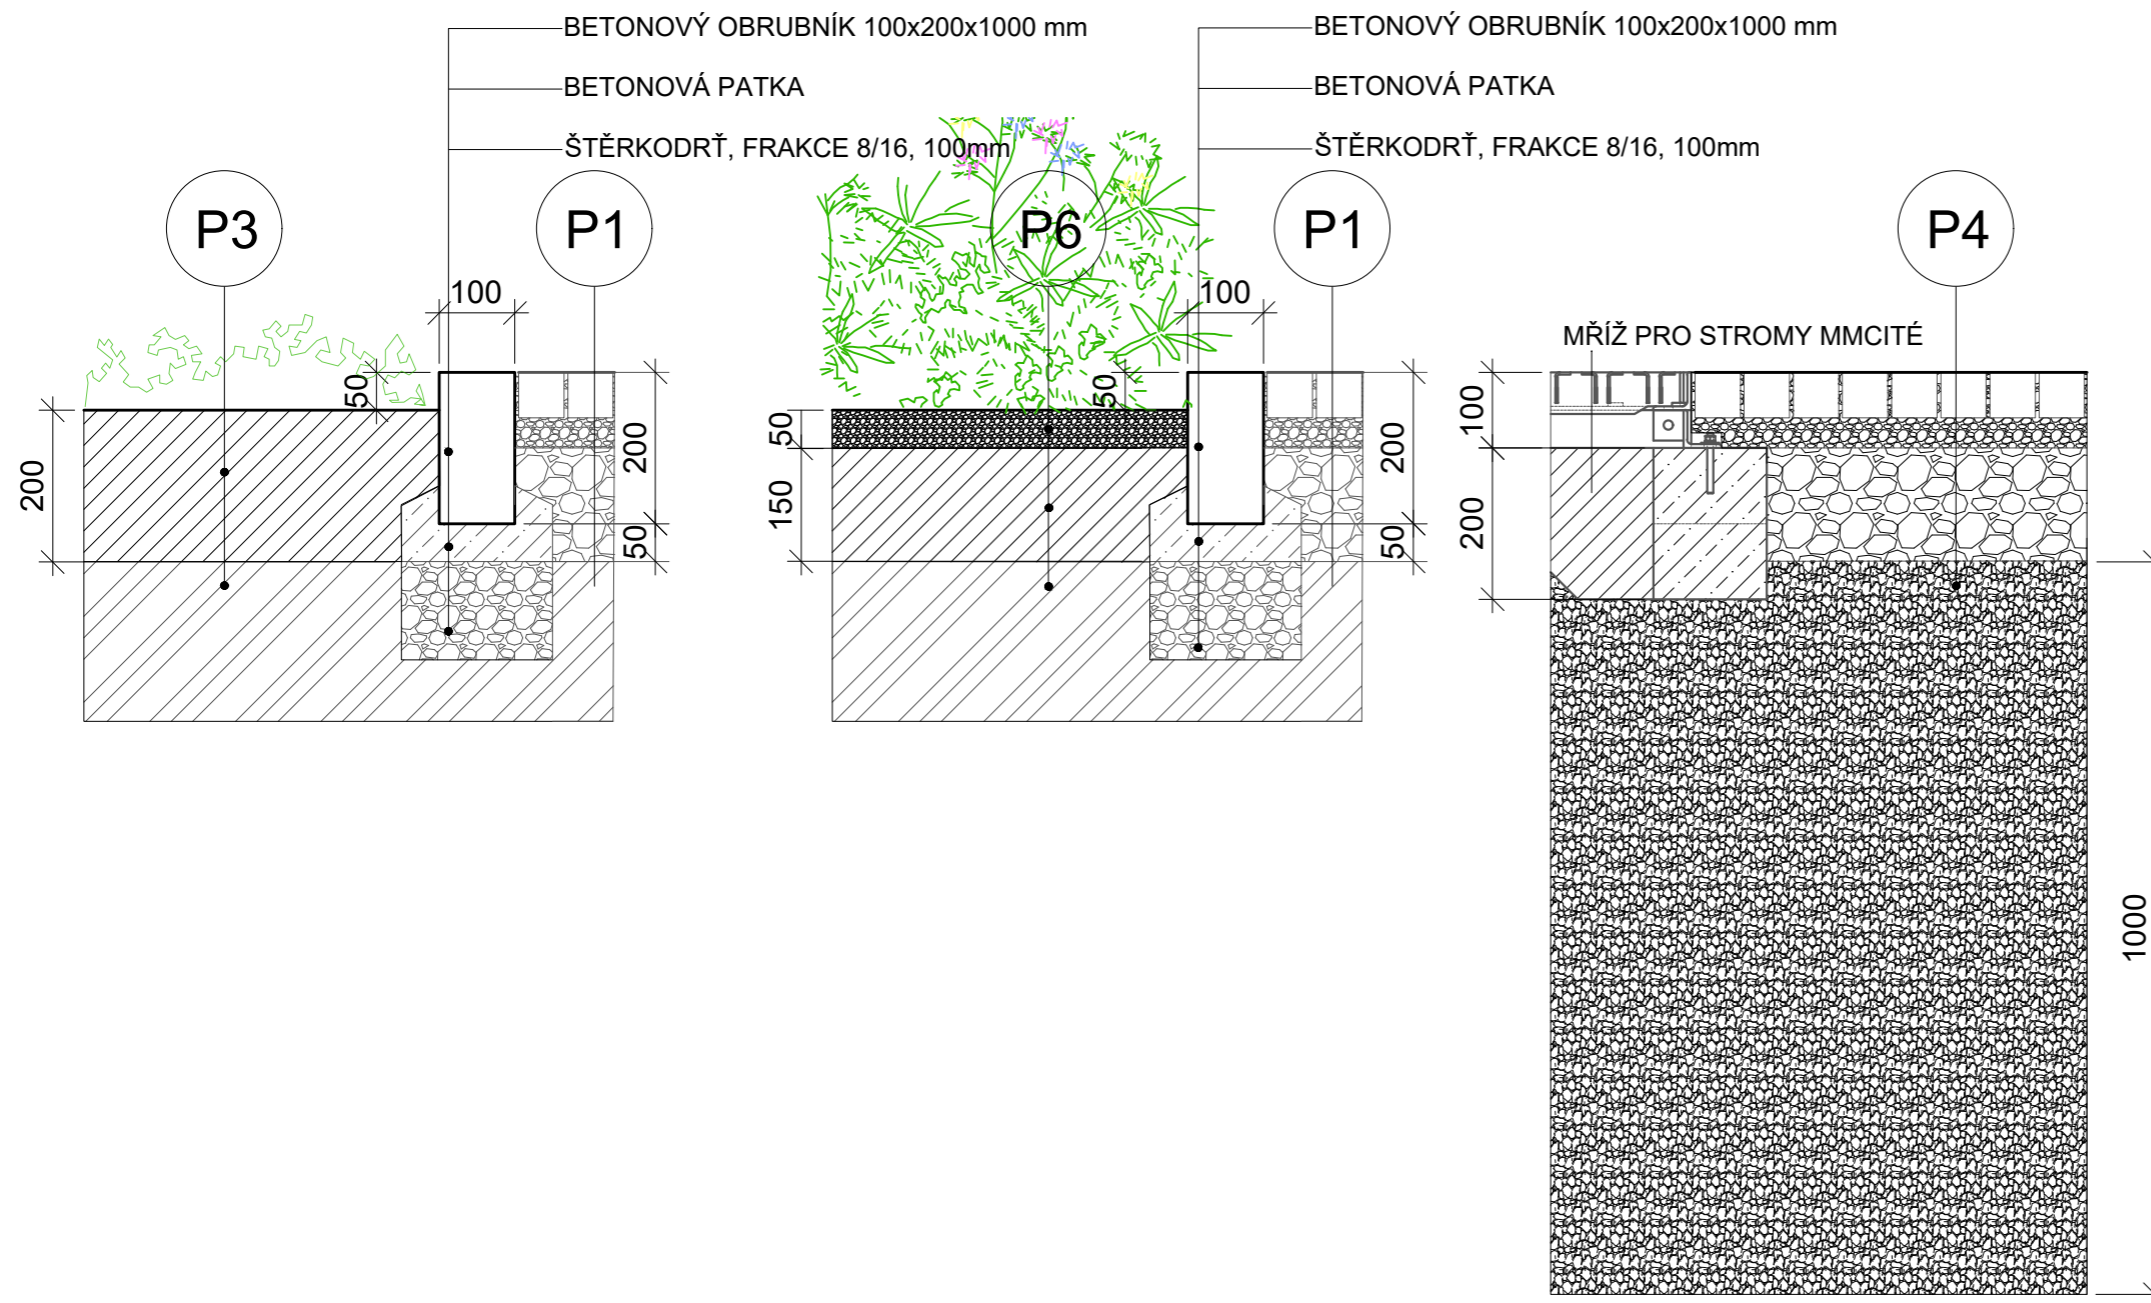 BETONOVÝ OBRUBNÍK 100x200x1000 mm
BETONOVÁ PATKA
ŠTĚRKODRŤ, FRAKCE 8/16, 100mm
P3
P1
100
50
200
200
50
BETONOVÝ OBRUBNÍK 100x200x1000 mm
BETONOVÁ PATKA
ŠTĚRKODRŤ, FRAKCE 8/16, 100mm
P6
P1
100
50
50
150
200
50
P4
MŘÍŽ PRO STROMY MMCITÉ
100
200
1000